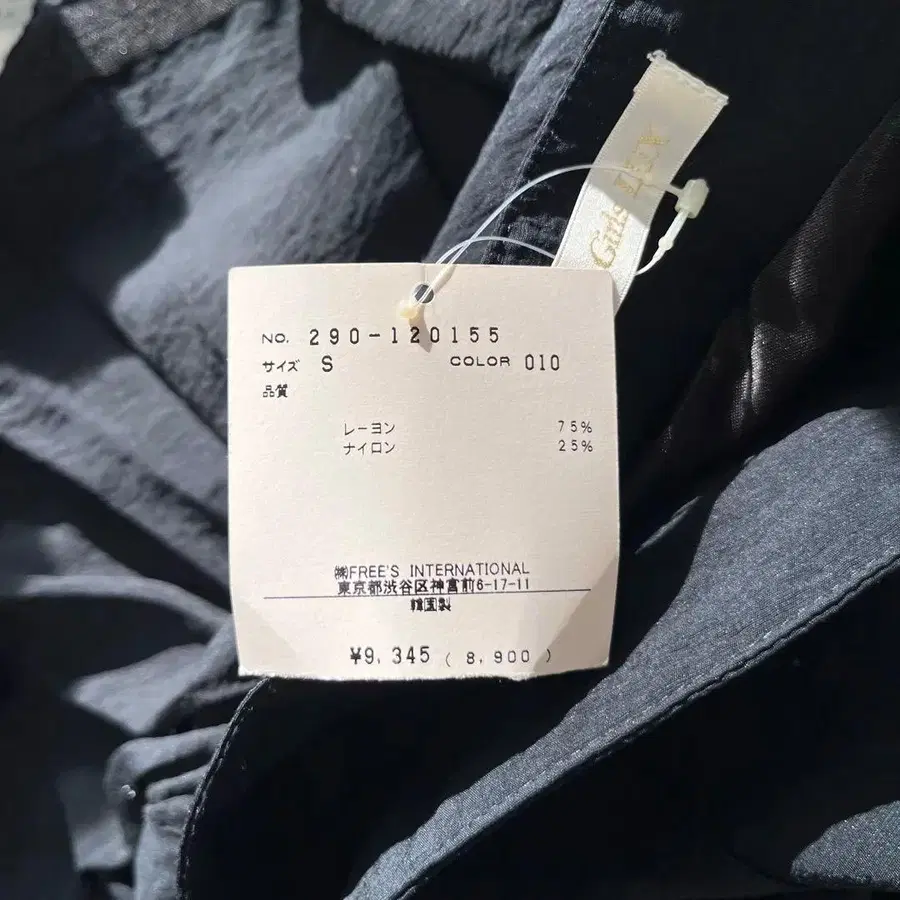 Girls
NO. 290-120155
サイズ S COLOR 010
品質
レーヨン 75%
ナイロン 25%
㈱FREE'S INTERNATIONAL
東京都渋谷区神宮前6-17-11
韓国製
¥9,345 (8,900)